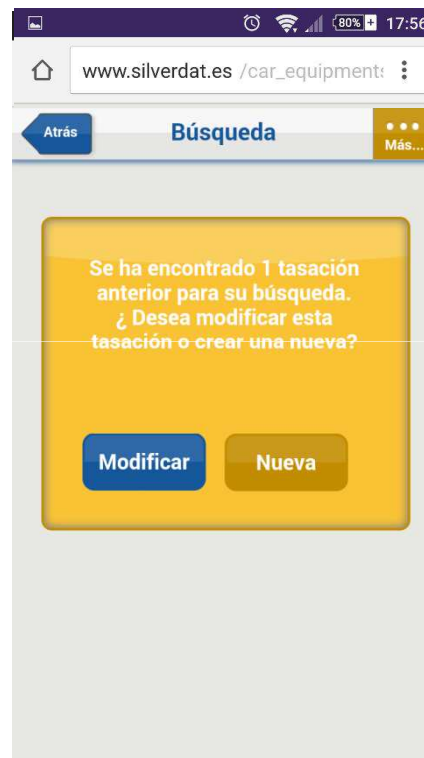 80% 17:56
www.silverdat.es /car_equipments
Atrás Búsqueda Más...
Se ha encontrado 1 tasación
anterior para su búsqueda.
¿ Desea modificar esta
tasación o crear una nueva?
Modificar Nueva